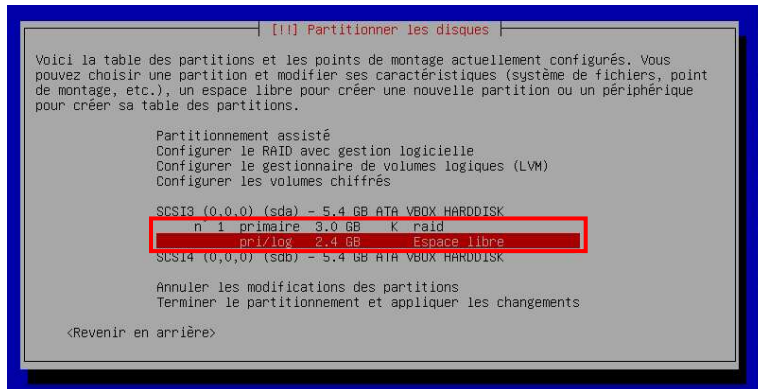 [!!] Partitionner les disques
Voici la table des partitions et les points de montage actuellement configurés. Vous
pouvez choisir une partition et modifier ses caractéristiques (système de fichiers, point
de montage, etc.), un espace libre pour créer une nouvelle partition ou un périphérique
pour créer sa table des partitions.
Partitionnement assisté
Configurer le RAID avec gestion logicielle
Configurer le gestionnaire de volumes logiques (LVM)
Configurer les volumes chiffrés
SCSI3 (0,0,0) (sda) - 5.4 GB ATA VBOX HARDDISK
n° 1 primaire 3.0 GB K raid
pri/log 2.4 GB Espace libre
SCSI4 (0,0,0) (sdb) - 5.4 GB ATA VBOX HARDDISK
Annuler les modifications des partitions
Terminer le partitionnement et appliquer les changements
<Revenir en arrière>